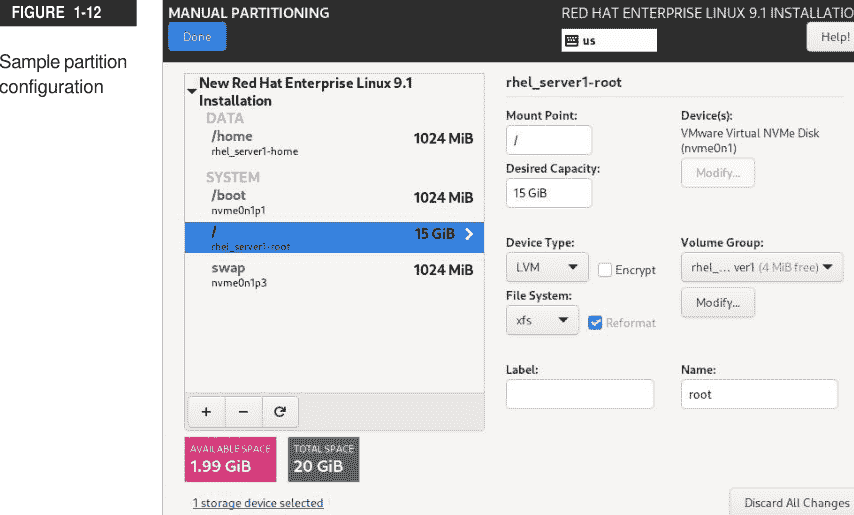 FIGURE 1-12
Sample partition
configuration
MANUAL PARTITIONING
RED HAT ENTERPRISE LINUX 9.1 INSTALLATIO
Done
us
Help!
New Red Hat Enterprise Linux 9.1
Installation
DATA
/home
1024 MiB
rhel_server1-home
SYSTEM
/boot
1024 MiB
nvme0n1p1
/
15 GiB
rhel_server1-root
swap
1024 MiB
nvme0n1p3
+ -
AVAILABLE SPACE
1.99 GiB
TOTAL SPACE
20 GiB
1 storage device selected
rhel_server1-root
Mount Point:
/
Desired Capacity:
15 GiB
Device(s):
VMware Virtual NVMe Disk
(nvme0n1)
Modify...
Device Type:
LVM
Encrypt
File System:
xfs
Reformat
Volume Group:
rhel_... ver1 (4 MiB free)
Modify...
Label:
Name:
root
Discard All Changes